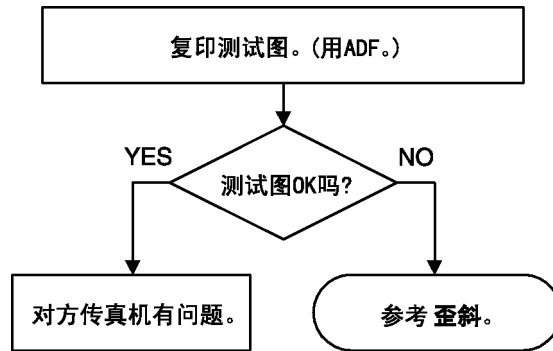 复印测试图。(用ADF。)
YES
NO
测试图OK吗?
对方传真机有问题。
参考 歪斜。